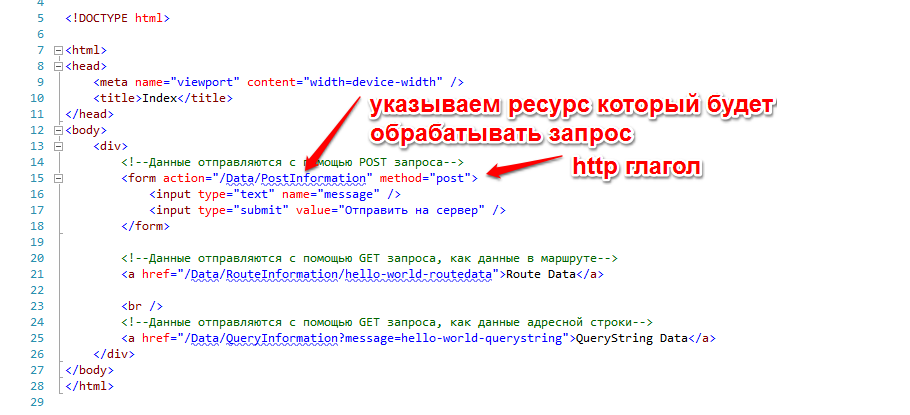 4
5 <!DOCTYPE html>
6
7 <html>
8 <head>
9 <meta name="viewport" content="width=device-width" />
10 <title>Index</title>
11 </head>
12 <body>
13 <div>
14 <!--Данные отправляются с помощью POST запроса-->
15 <form action="/Data/PostInformation" method="post">
16 <input type="text" name="message" />
17 <input type="submit" value="Отправить на сервер" />
18 </form>
19
20 <!--Данные отправляются с помощью GET запроса, как данные в маршруте-->
21 <a href="/Data/RouteInformation/hello-world-routedata">Route Data</a>
22
23 <br />
24 <!--Данные отправляются с помощью GET запроса, как данные адресной строки-->
25 <a href="/Data/QueryInformation?message=hello-world-querystring">QueryString Data</a>
26 </div>
27 </body>
28 </html>
29
указываем ресурс который будет
обрабатывать запрос
http глагол